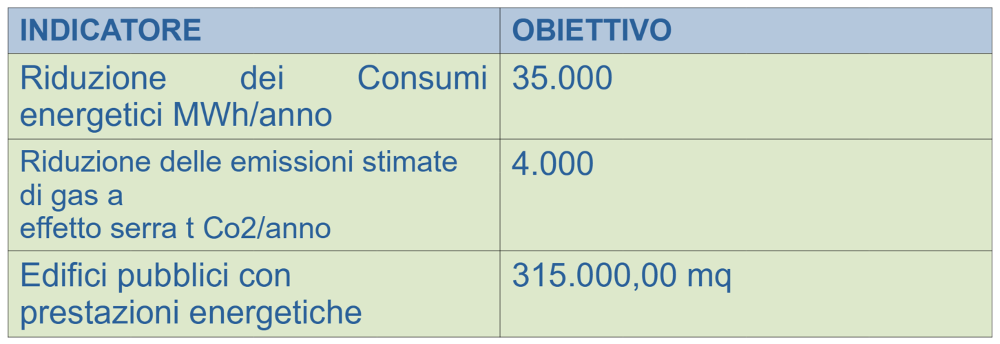 INDICATORE
OBIETTIVO
Riduzione dei Consumi
energetici MWh/anno
35.000
Riduzione delle emissioni stimate
di gas a
effetto serra t Co2/anno
4.000
Edifici pubblici con
prestazioni energetiche
315.000,00 mq